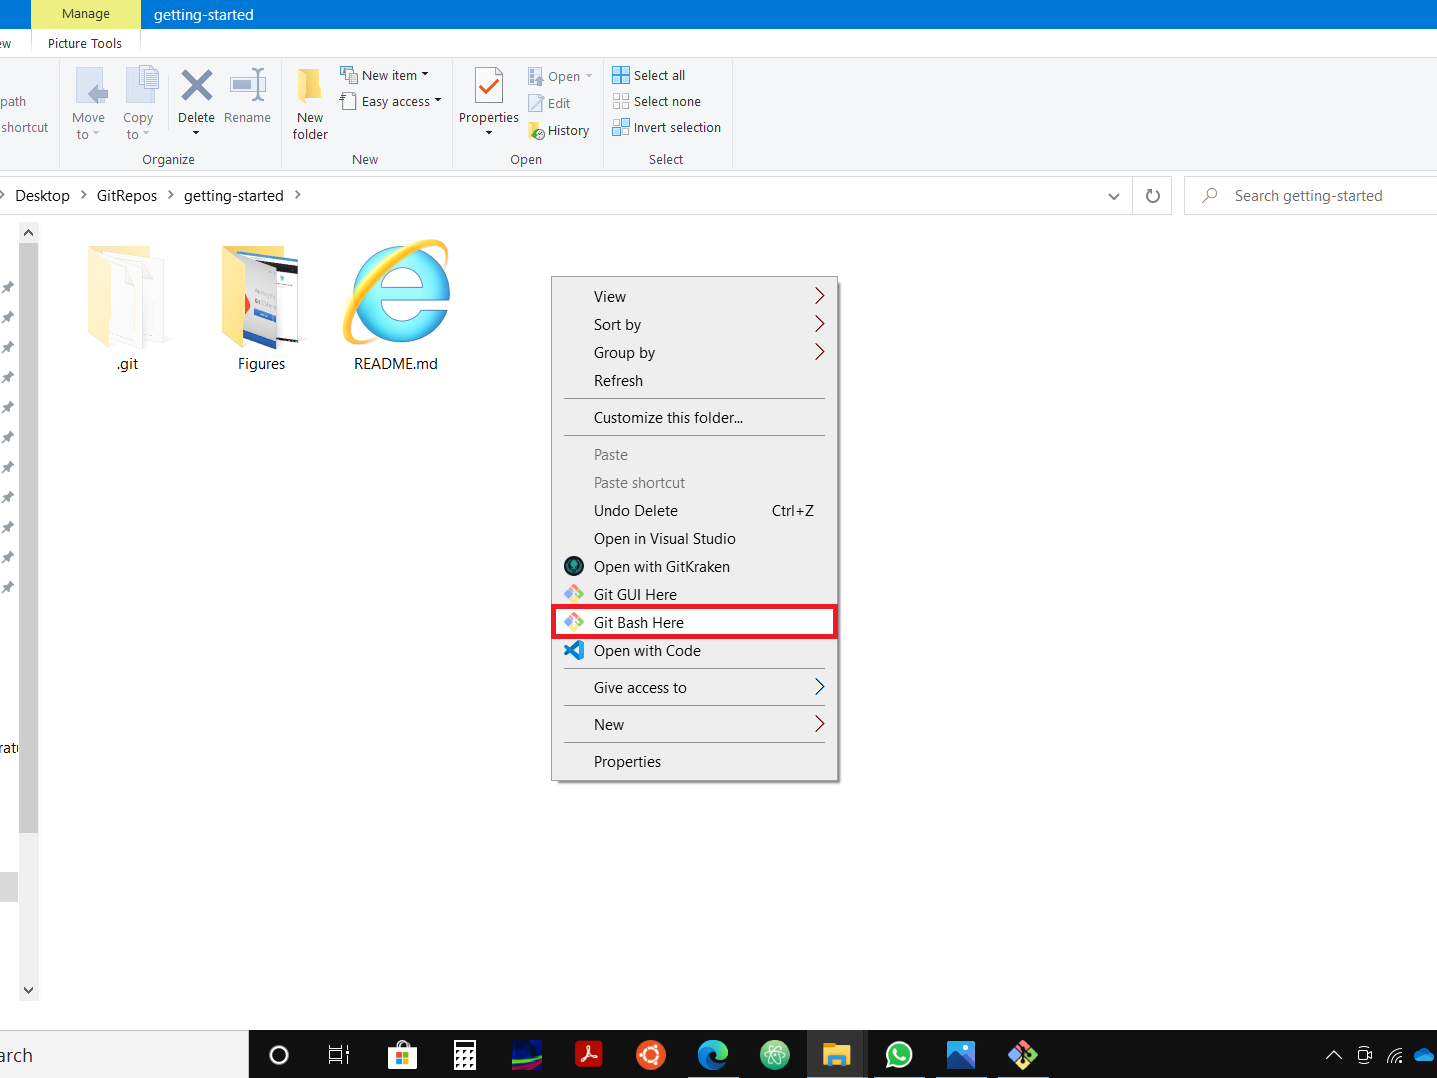 Manage
getting-started
ew
Picture Tools
path
shortcut
Move to
Copy to
Delete
Rename
Organize
New folder
New item
Easy access
New
Properties
Open
Edit
History
Open
Select all
Select none
Invert selection
Select
Desktop
GitRepos
getting-started
Search getting-started
.git
Figures
README.md
View
Sort by
Group by
Refresh
Customize this folder...
Paste
Paste shortcut
Undo Delete Ctrl+Z
Open in Visual Studio
Open with GitKraken
Git GUI Here
Git Bash Here
Open with Code
Give access to
New
Properties
ratu
arch